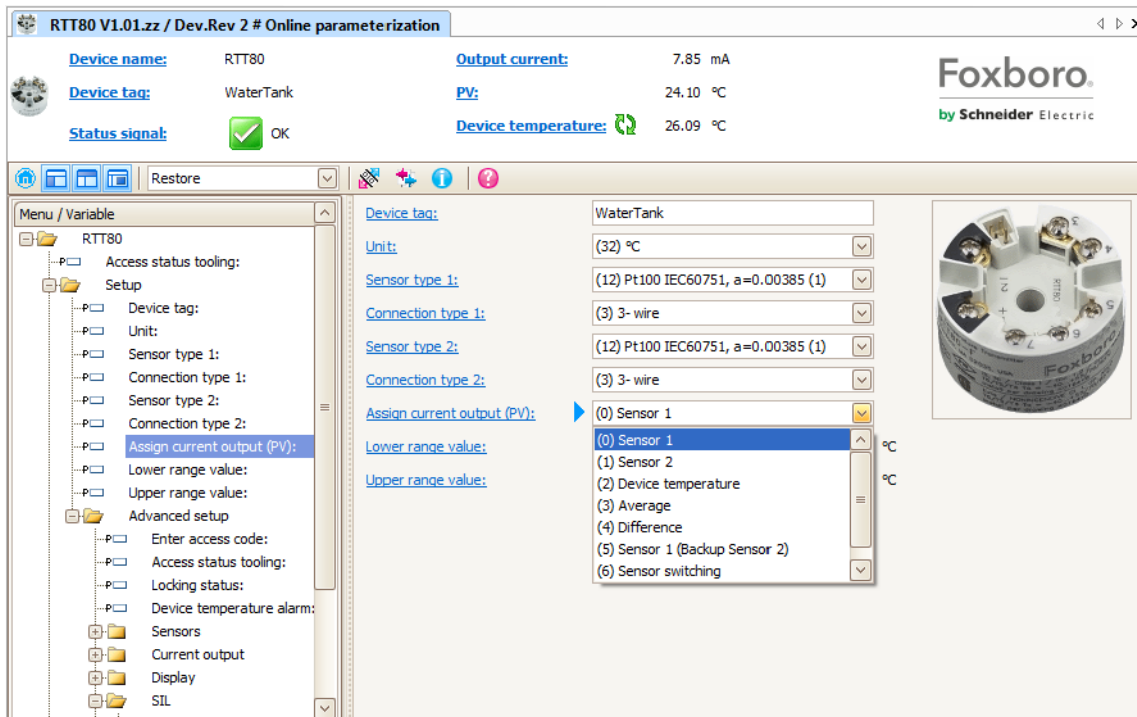 RTT80 V1.01.zz / Dev.Rev 2 # Online parameterization
Device name: RTT80 Output current: 7.85 mA
Device tag: WaterTank PV: 24.10 °C
Status signal: OK Device temperature: 26.09 °C
Foxboro®
by Schneider Electric
Restore
Menu / Variable
RTT80
Access status tooling:
Setup
Device tag:
Unit:
Sensor type 1:
Connection type 1:
Sensor type 2:
Connection type 2:
Assign current output (PV):
Lower range value:
Upper range value:
Advanced setup
Enter access code:
Access status tooling:
Locking status:
Device temperature alarm:
Sensors
Current output
Display
SIL
Device tag: WaterTank
Unit: (32) °C
Sensor type 1: (12) Pt100 IEC60751, a=0.00385 (1)
Connection type 1: (3) 3- wire
Sensor type 2: (12) Pt100 IEC60751, a=0.00385 (1)
Connection type 2: (3) 3- wire
Assign current output (PV): (0) Sensor 1
Lower range value: °C
Upper range value: °C
(0) Sensor 1
(1) Sensor 2
(2) Device temperature
(3) Average
(4) Difference
(5) Sensor 1 (Backup Sensor 2)
(6) Sensor switching
RTT80
Foxboro